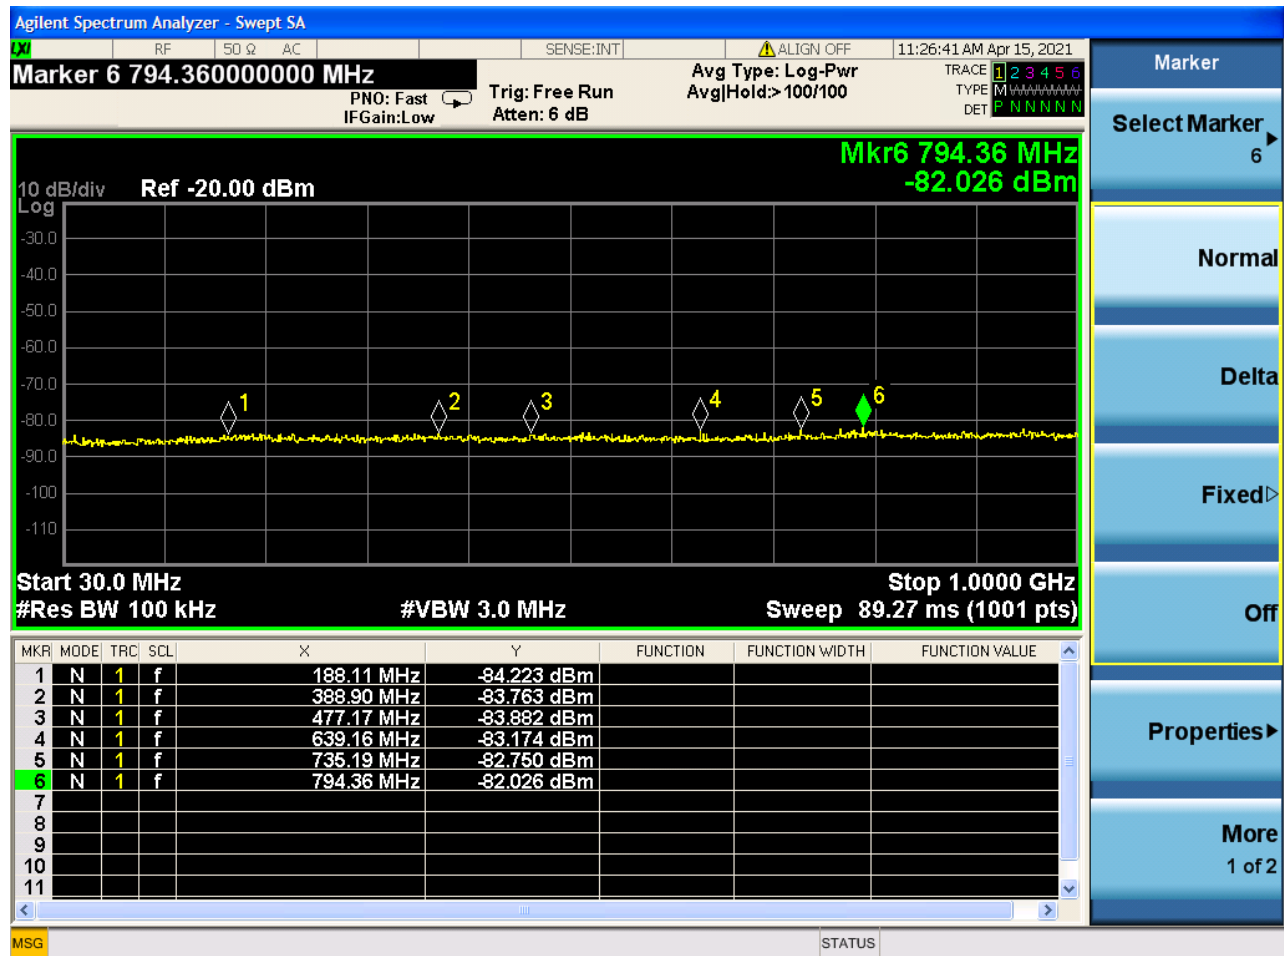 Agilent Spectrum Analyzer - Swept SA
LXI RF 50 Ω AC SENSE:INT ALIGN OFF 11:26:41 AM Apr 15, 2021
Marker 6 794.360000000 MHz
PNO: Fast
IFGain:Low
Trig: Free Run
Atten: 6 dB
Avg Type: Log-Pwr
Avg|Hold:>100/100
TRACE 1 2 3 4 5 6
TYPE M WWWWW
DET P N N N N N
Mkr6 794.36 MHz
-82.026 dBm
10 dB/div Ref -20.00 dBm
Log
-30.0
-40.0
-50.0
-60.0
-70.0
-80.0
-90.0
-100
-110
1 2 3 4 5 6
Start 30.0 MHz Stop 1.0000 GHz
#Res BW 100 kHz #VBW 3.0 MHz Sweep 89.27 ms (1001 pts)
MKR MODE TRC SCL X Y FUNCTION FUNCTION WIDTH FUNCTION VALUE
1 N 1 f 188.11 MHz -84.223 dBm
2 N 1 f 388.90 MHz -83.763 dBm
3 N 1 f 477.17 MHz -83.882 dBm
4 N 1 f 639.16 MHz -83.174 dBm
5 N 1 f 735.19 MHz -82.750 dBm
6 N 1 f 794.36 MHz -82.026 dBm
7
8
9
10
11
MSG STATUS
Marker
Select Marker
6
Normal
Delta
Fixed
Off
Properties
More
1 of 2